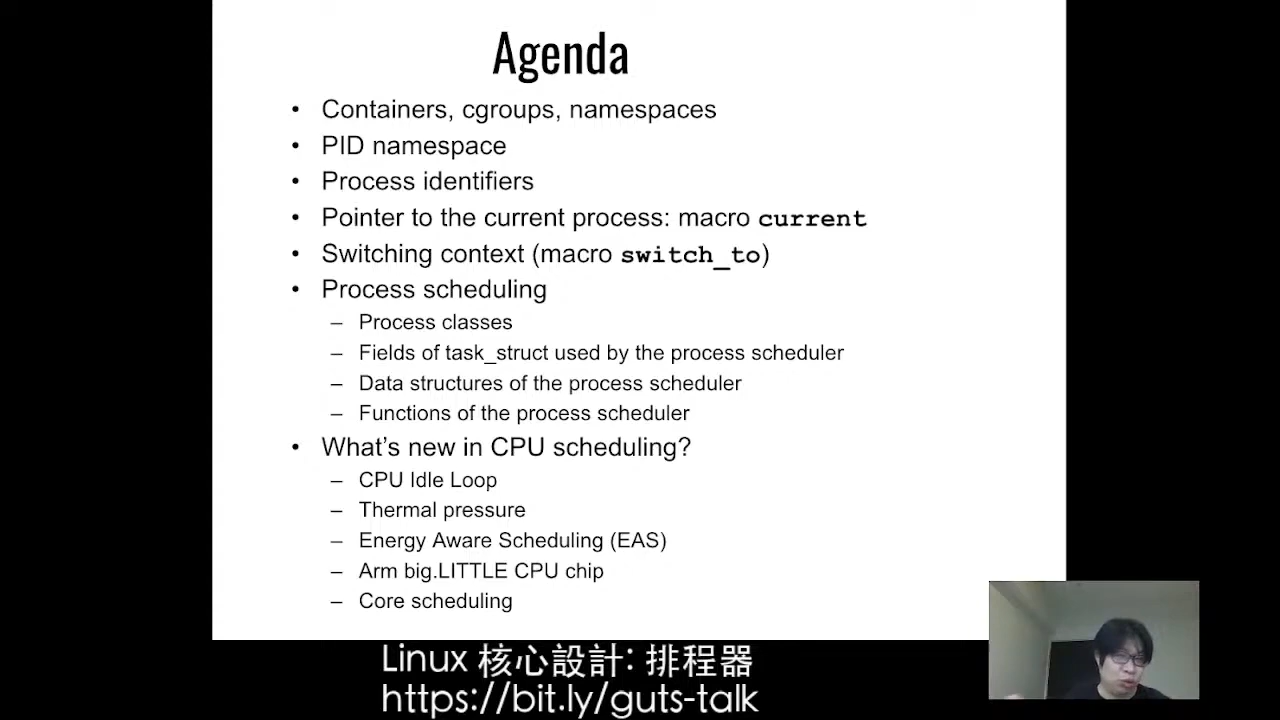 Agenda
• Containers, cgroups, namespaces
• PID namespace
• Process identifiers
• Pointer to the current process: macro current
• Switching context (macro switch_to)
• Process scheduling
– Process classes
– Fields of task_struct used by the process scheduler
– Data structures of the process scheduler
– Functions of the process scheduler
• What’s new in CPU scheduling?
– CPU Idle Loop
– Thermal pressure
– Energy Aware Scheduling (EAS)
– Arm big.LITTLE CPU chip
– Core scheduling
Linux 核心設計: 排程器
https://bit.ly/guts-talk